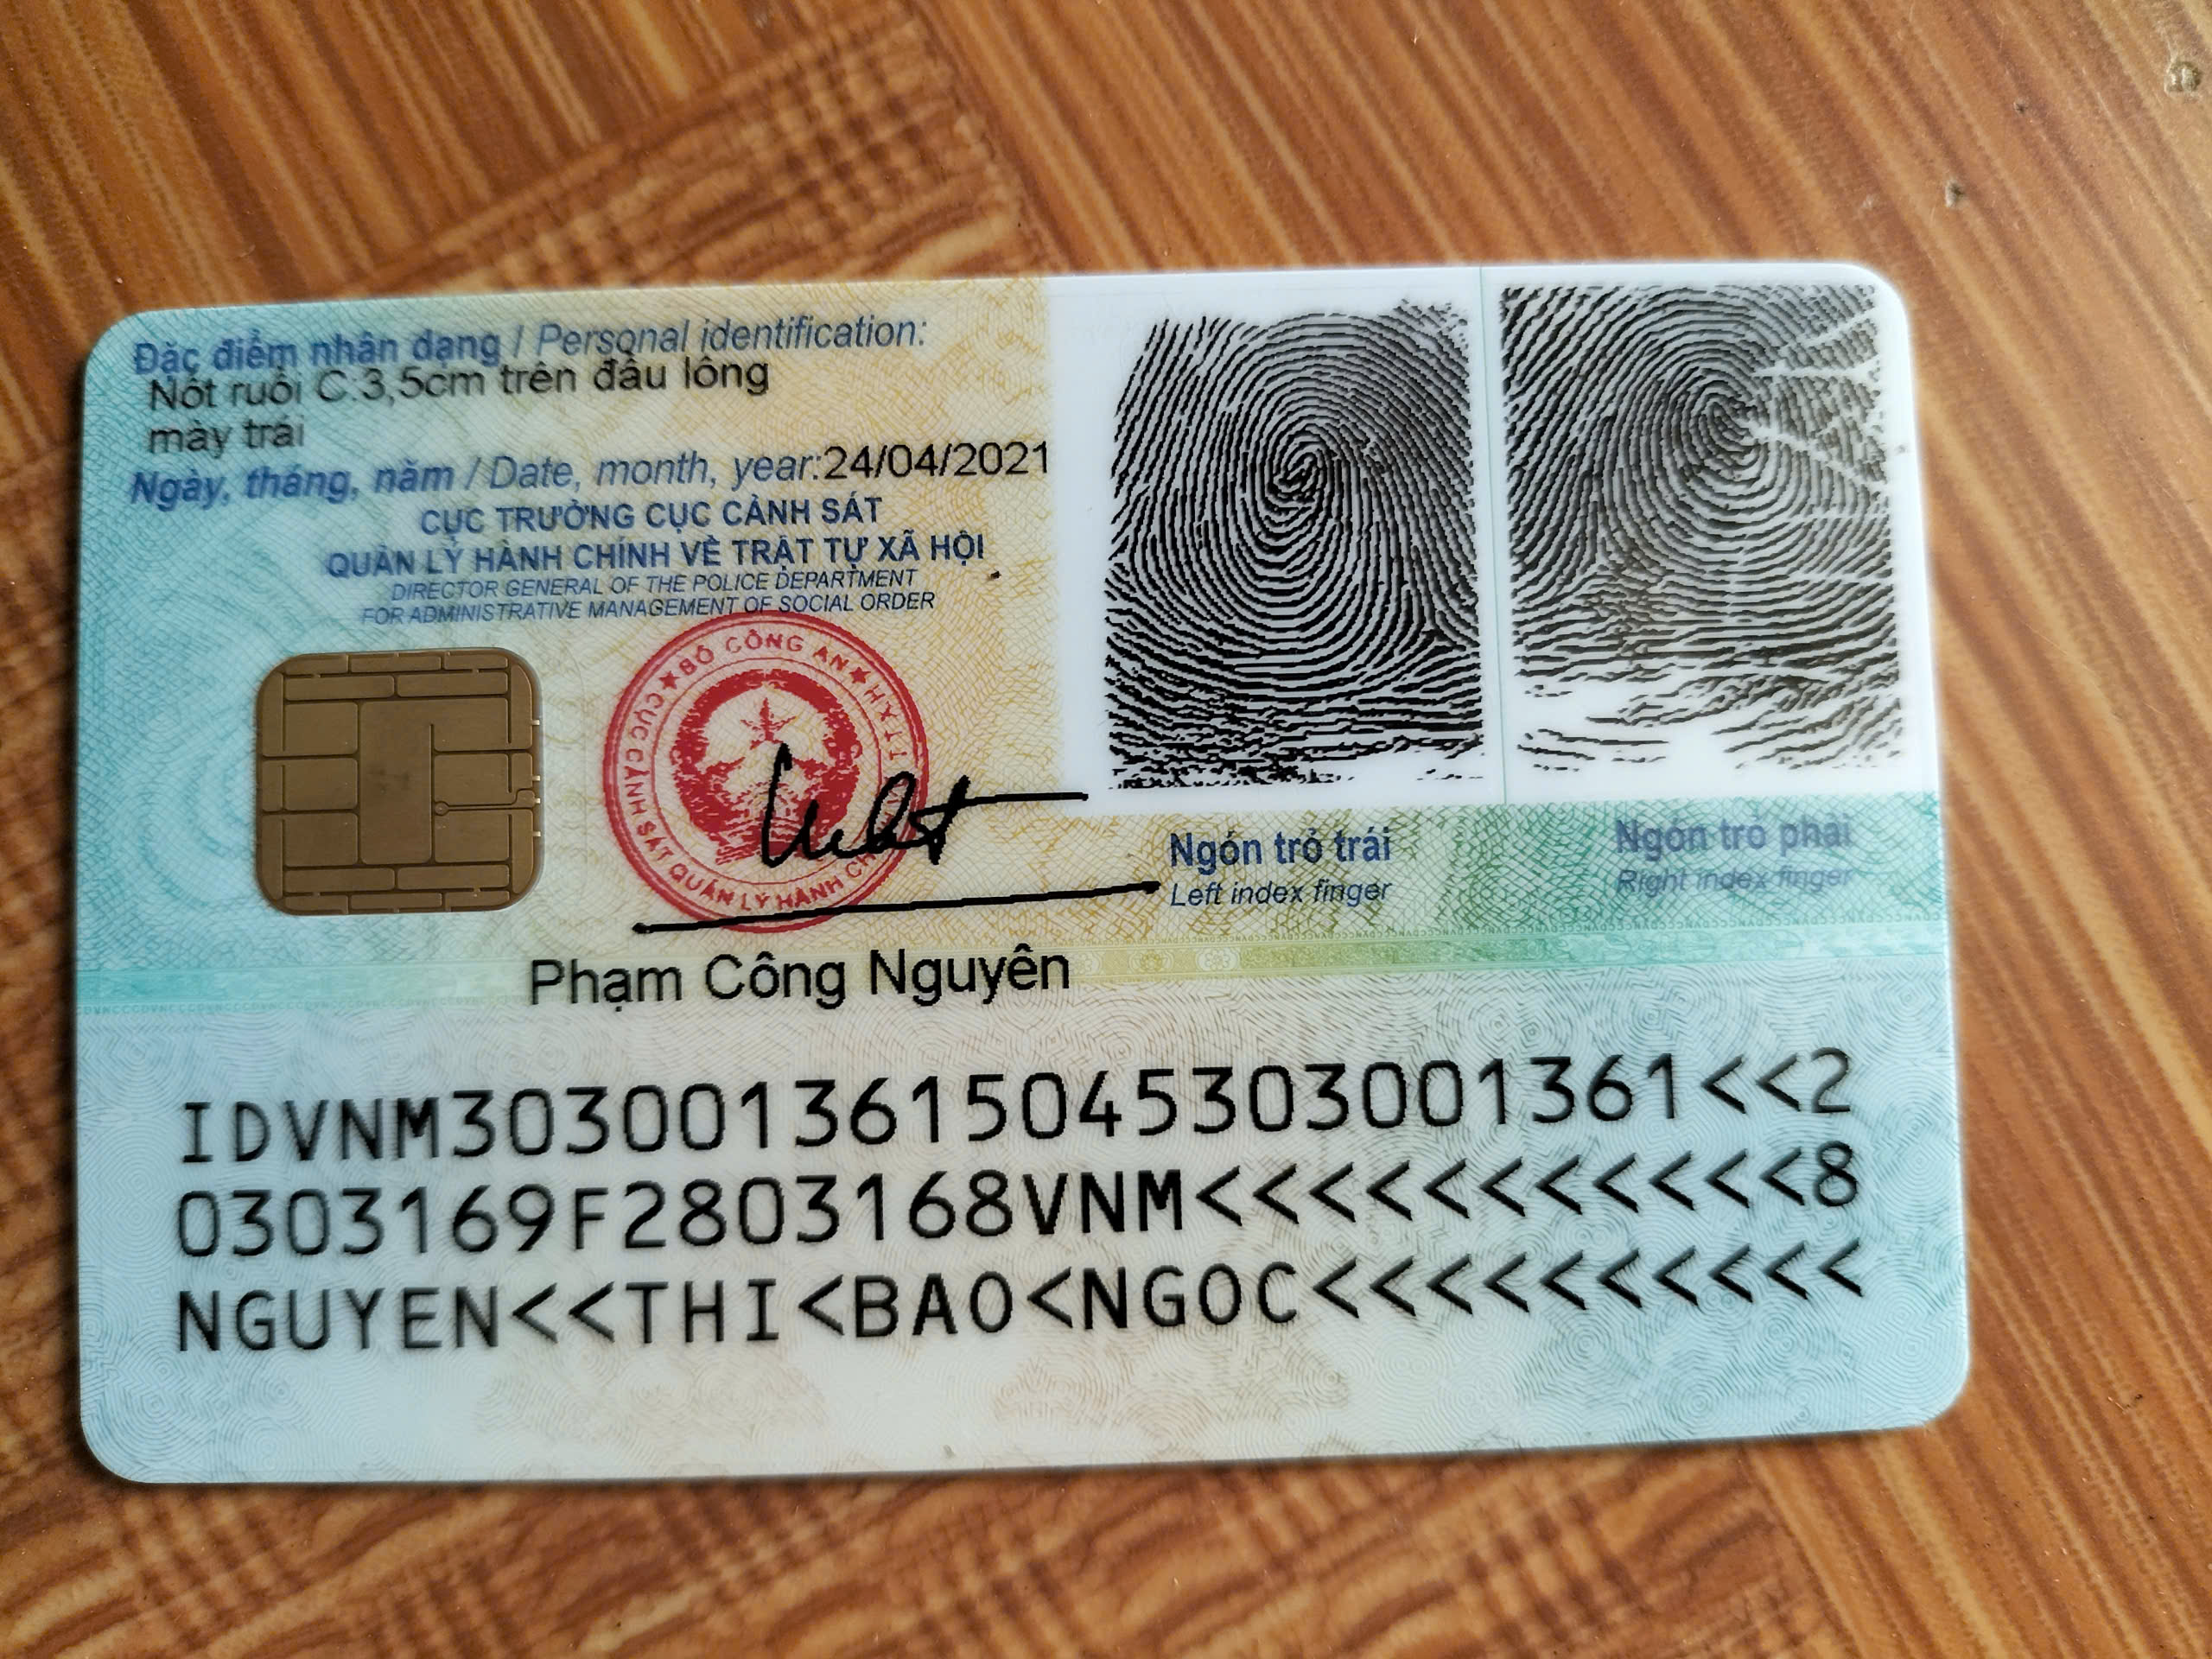 Đặc điểm nhân dạng / Personal identification:
Nốt ruồi C:3,5cm trên đầu lông
mày trái
Ngày, tháng, năm / Date, month, year:24/04/2021
CỤC TRƯỞNG CỤC CẢNH SÁT
QUẢN LÝ HÀNH CHÍNH VỀ TRẬT TỰ XÃ HỘI
DIRECTOR GENERAL OF THE POLICE DEPARTMENT
FOR ADMINISTRATIVE MANAGEMENT OF SOCIAL ORDER
BỘ CÔNG AN
CỤC CẢNH SÁT QUẢN LÝ HÀNH
Ngón trỏ trái
Left index finger
Ngón trỏ phải
Right index finger
Phạm Công Nguyên
IDVNM3030013615045303001361<<2
0303169F2803168VNM<<<<<<<<<<<8
NGUYEN<<THI<BAO<NGOC<<<<<<<<<<